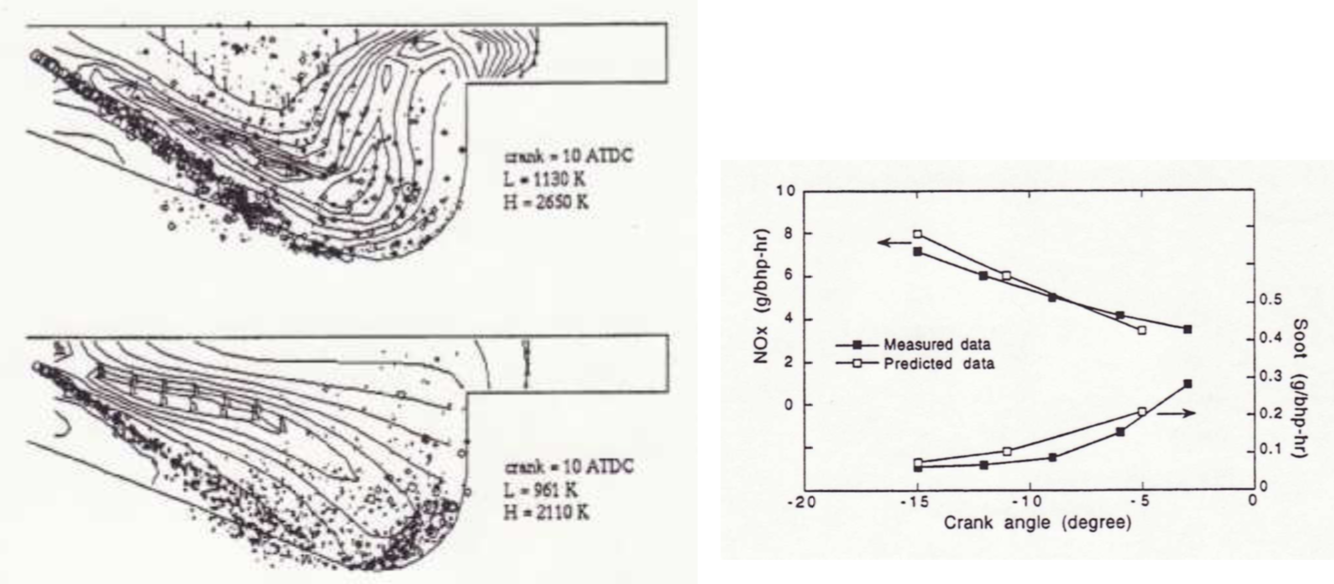 crank = 10 ATDC
L = 1130 K
H = 2650 K
crank = 10 ATDC
L = 961 K
H = 2110 K
10
8
6
4
2
0
NOx (g/bhp-hr)
Measured data
Predicted data
0.5
0.4
0.3
0.2
0.1
0
Soot (g/bhp-hr)
-20
-15
-10
-5
0
Crank angle (degree)